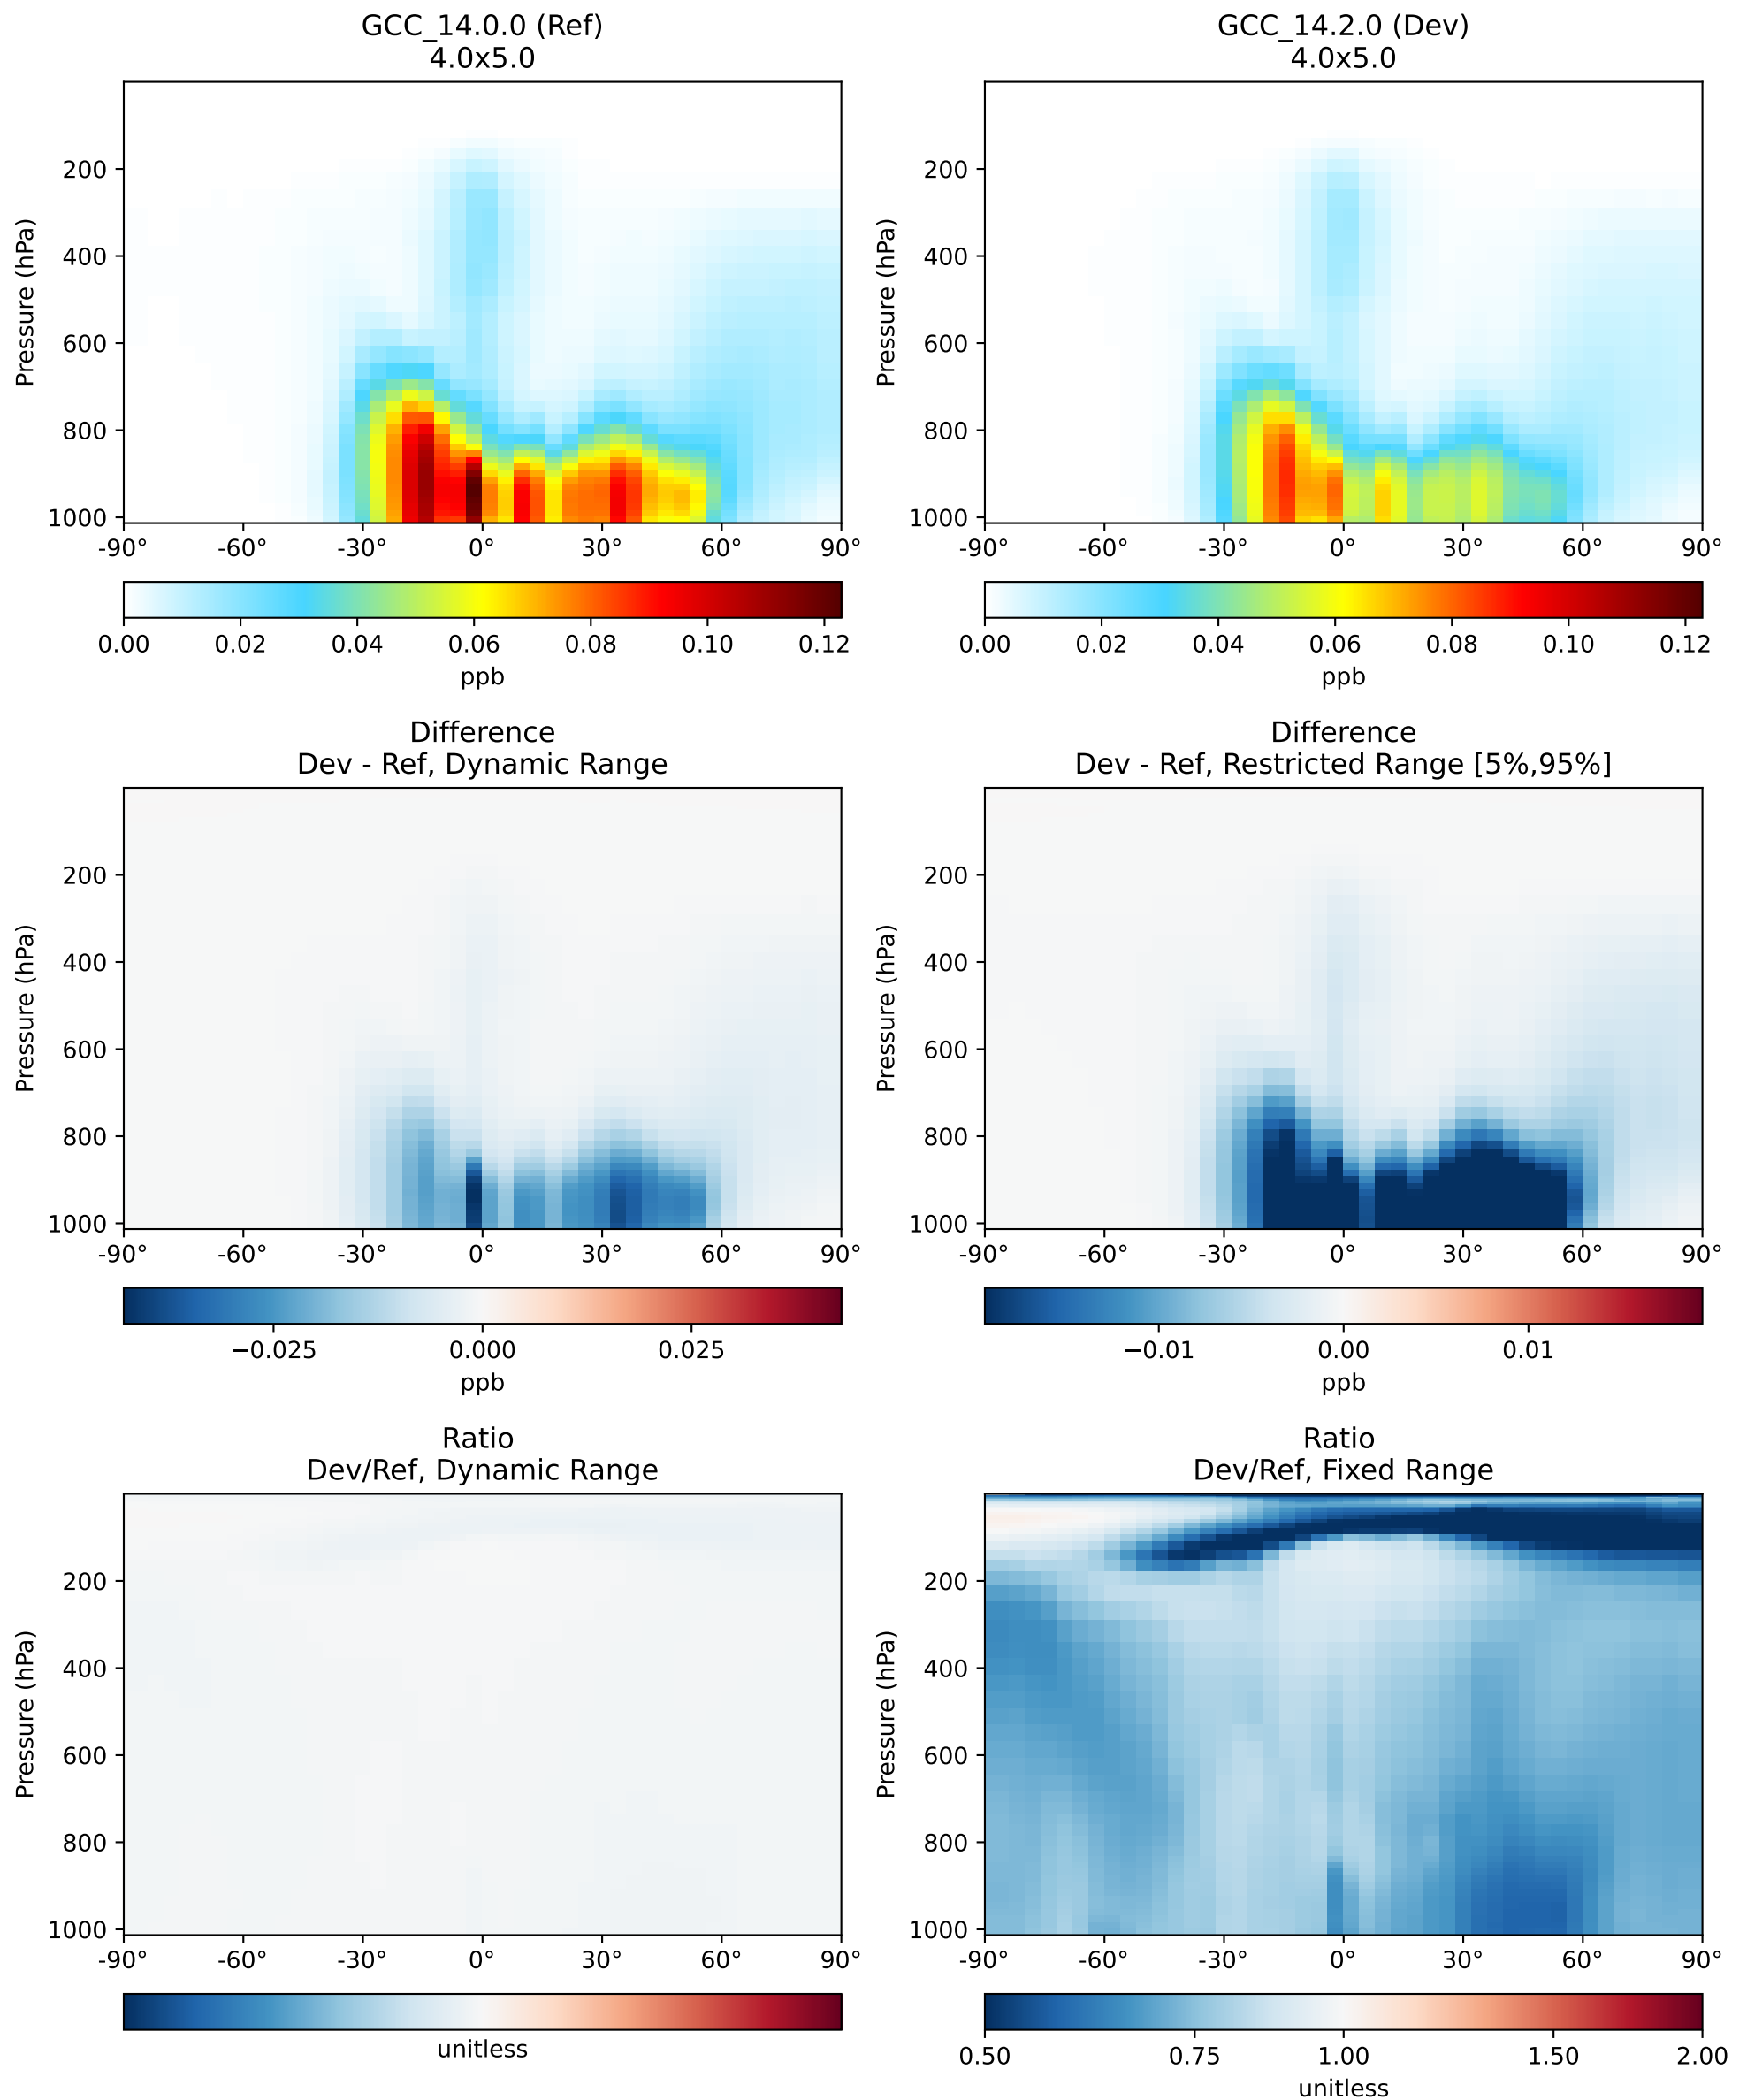 GCC_14.0.0 (Ref)
4.0x5.0
Pressure (hPa)
200
400
600
800
1000
-90° -60° -30° 0° 30° 60° 90°
0.00 0.02 0.04 0.06 0.08 0.10 0.12
ppb
GCC_14.2.0 (Dev)
4.0x5.0
Pressure (hPa)
200
400
600
800
1000
-90° -60° -30° 0° 30° 60° 90°
0.00 0.02 0.04 0.06 0.08 0.10 0.12
ppb
Difference
Dev - Ref, Dynamic Range
Pressure (hPa)
200
400
600
800
1000
-90° -60° -30° 0° 30° 60° 90°
−0.025 0.000 0.025
ppb
Difference
Dev - Ref, Restricted Range [5%,95%]
Pressure (hPa)
200
400
600
800
1000
-90° -60° -30° 0° 30° 60° 90°
−0.01 0.00 0.01
ppb
Ratio
Dev/Ref, Dynamic Range
Pressure (hPa)
200
400
600
800
1000
-90° -60° -30° 0° 30° 60° 90°
unitless
Ratio
Dev/Ref, Fixed Range
Pressure (hPa)
200
400
600
800
1000
-90° -60° -30° 0° 30° 60° 90°
0.50 0.75 1.00 1.50 2.00
unitless